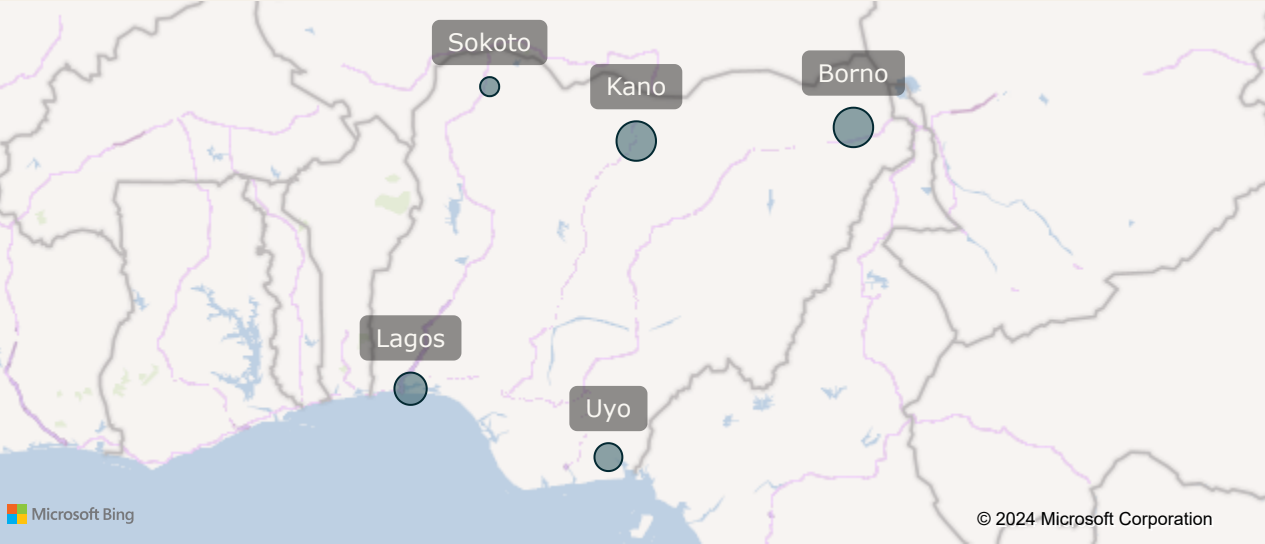 Sokoto
Borno
Kano
Lagos
Uyo
Microsoft Bing
© 2024 Microsoft Corporation